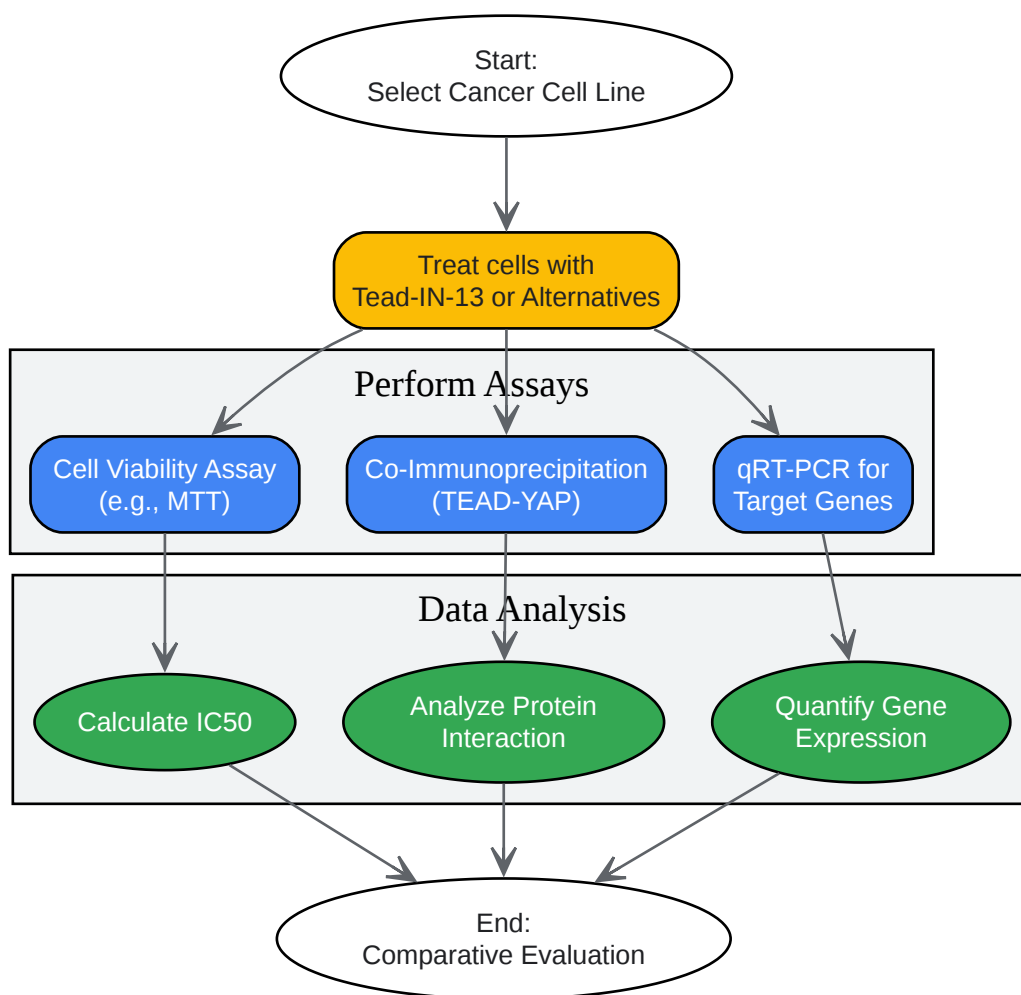 Start:
Select Cancer Cell Line
Treat cells with
Tead-IN-13 or Alternatives
Perform Assays
Cell Viability Assay
(e.g., MTT)
Co-Immunoprecipitation
(TEAD-YAP)
qRT-PCR for
Target Genes
Data Analysis
Calculate IC50
Analyze Protein
Interaction
Quantify Gene
Expression
End:
Comparative Evaluation